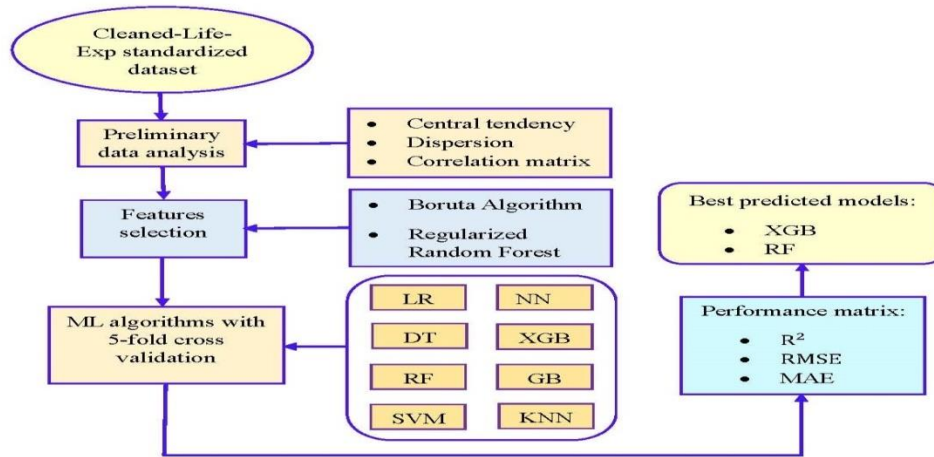 Cleaned-Life-
Exp standardized
dataset
Preliminary
data analysis
• Central tendency
• Dispersion
• Correlation matrix
Features
selection
• Boruta Algorithm
• Regularized
Random Forest
ML algorithms with
5-fold cross
validation
LR
NN
DT
XGB
RF
GB
SVM
KNN
Best predicted models:
• XGB
• RF
Performance matrix:
• R²
• RMSE
• MAE